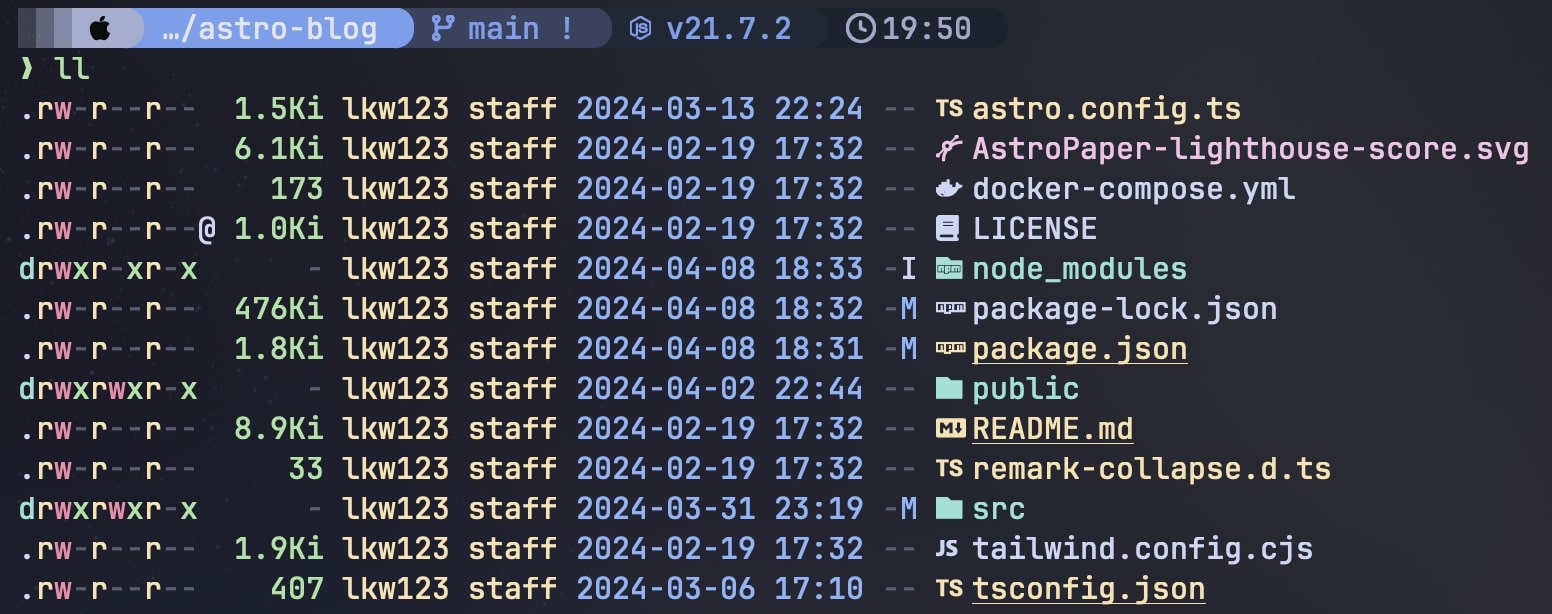 …/astro-blog main ! v21.7.2 19:50
❯ ll
.rw-r--r-- 1.5Ki lkw123 staff 2024-03-13 22:24 -- TS astro.config.ts
.rw-r--r-- 6.1Ki lkw123 staff 2024-02-19 17:32 -- AstroPaper-lighthouse-score.svg
.rw-r--r-- 173 lkw123 staff 2024-02-19 17:32 -- docker-compose.yml
.rw-r--r--@ 1.0Ki lkw123 staff 2024-02-19 17:32 -- LICENSE
drwxr-xr-x - lkw123 staff 2024-04-08 18:33 -I npm node_modules
.rw-r--r-- 476Ki lkw123 staff 2024-04-08 18:32 -M npm package-lock.json
.rw-r--r-- 1.8Ki lkw123 staff 2024-04-08 18:31 -M npm package.json
drwxrwxr-x - lkw123 staff 2024-04-02 22:44 -- public
.rw-r--r-- 8.9Ki lkw123 staff 2024-02-19 17:32 -- M↓ README.md
.rw-r--r-- 33 lkw123 staff 2024-02-19 17:32 -- TS remark-collapse.d.ts
drwxrwxr-x - lkw123 staff 2024-03-31 23:19 -M src
.rw-r--r-- 1.9Ki lkw123 staff 2024-02-19 17:32 -- JS tailwind.config.cjs
.rw-r--r-- 407 lkw123 staff 2024-03-06 17:10 -- TS tsconfig.json